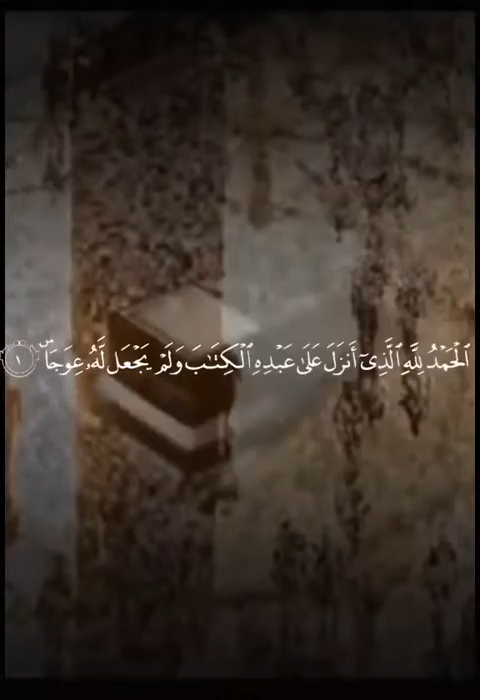 ٱلْحَمْدُ لِلَّهِ ٱلَّذِىٓ أَنزَلَ عَلَىٰ عَبْدِهِ ٱلْكِتَـٰبَ وَلَمْ يَجْعَل لَّهُۥ عِوَجَاۜ ١